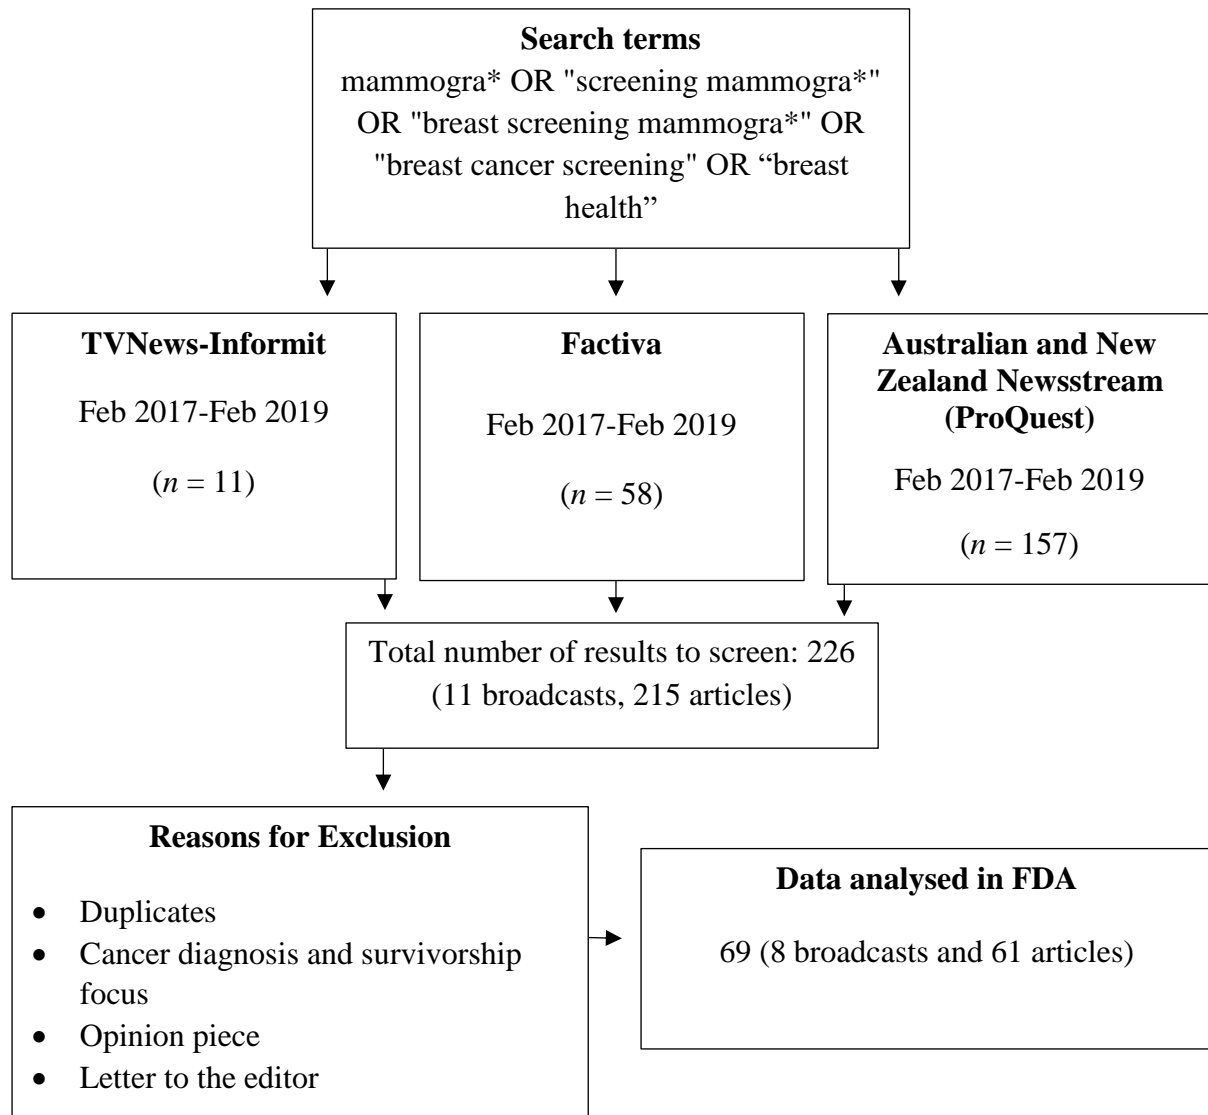 Search terms
mammogra* OR "screening mammogra*"
OR "breast screening mammogra*" OR
"breast cancer screening" OR “breast
health”
TVNews-Informit
Feb 2017-Feb 2019
(n = 11)
Factiva
Feb 2017-Feb 2019
(n = 58)
Australian and New
Zealand Newsstream
(ProQuest)
Feb 2017-Feb 2019
(n = 157)
Total number of results to screen: 226
(11 broadcasts, 215 articles)
Reasons for Exclusion
• Duplicates
• Cancer diagnosis and survivorship
focus
• Opinion piece
• Letter to the editor
Data analysed in FDA
69 (8 broadcasts and 61 articles)